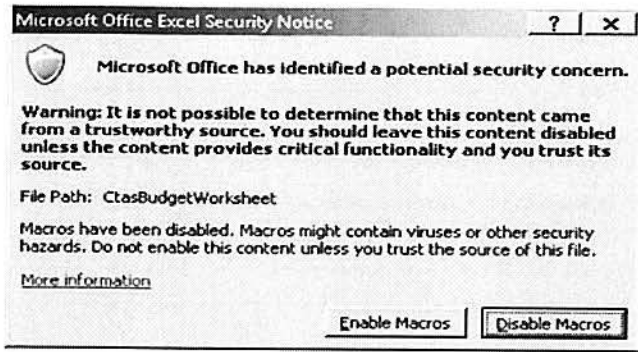 Microsoft Office Excel Security Notice
Microsoft Office has identified a potential security concern.
Warning: It is not possible to determine that this content came
from a trustworthy source. You should leave this content disabled
unless the content provides critical functionality and you trust its
source.
File Path: CtasBudgetWorksheet
Macros have been disabled. Macros might contain viruses or other security
hazards. Do not enable this content unless you trust the source of this file.
More information
Enable Macros
Disable Macros